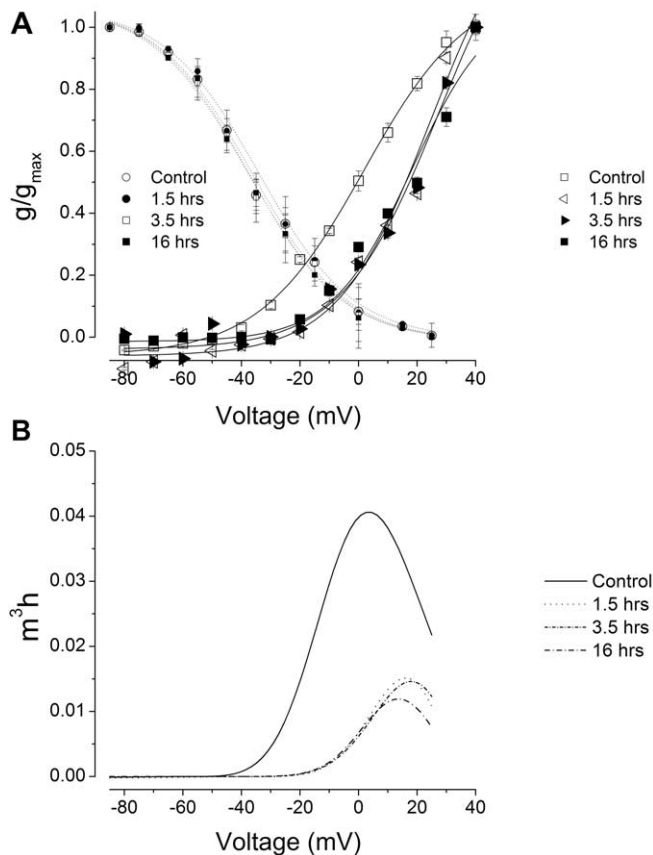 A
1.0
0.8
0.6
0.4
0.2
0.0
g/gmax
Control
1.5 hrs
3.5 hrs
16 hrs
Control
1.5 hrs
3.5 hrs
16 hrs
-80 -60 -40 -20 0 20 40
Voltage (mV)
B
0.05
0.04
0.03
0.02
0.01
0.00
m³h
Control
1.5 hrs
3.5 hrs
16 hrs
-80 -60 -40 -20 0 20 40
Voltage (mV)